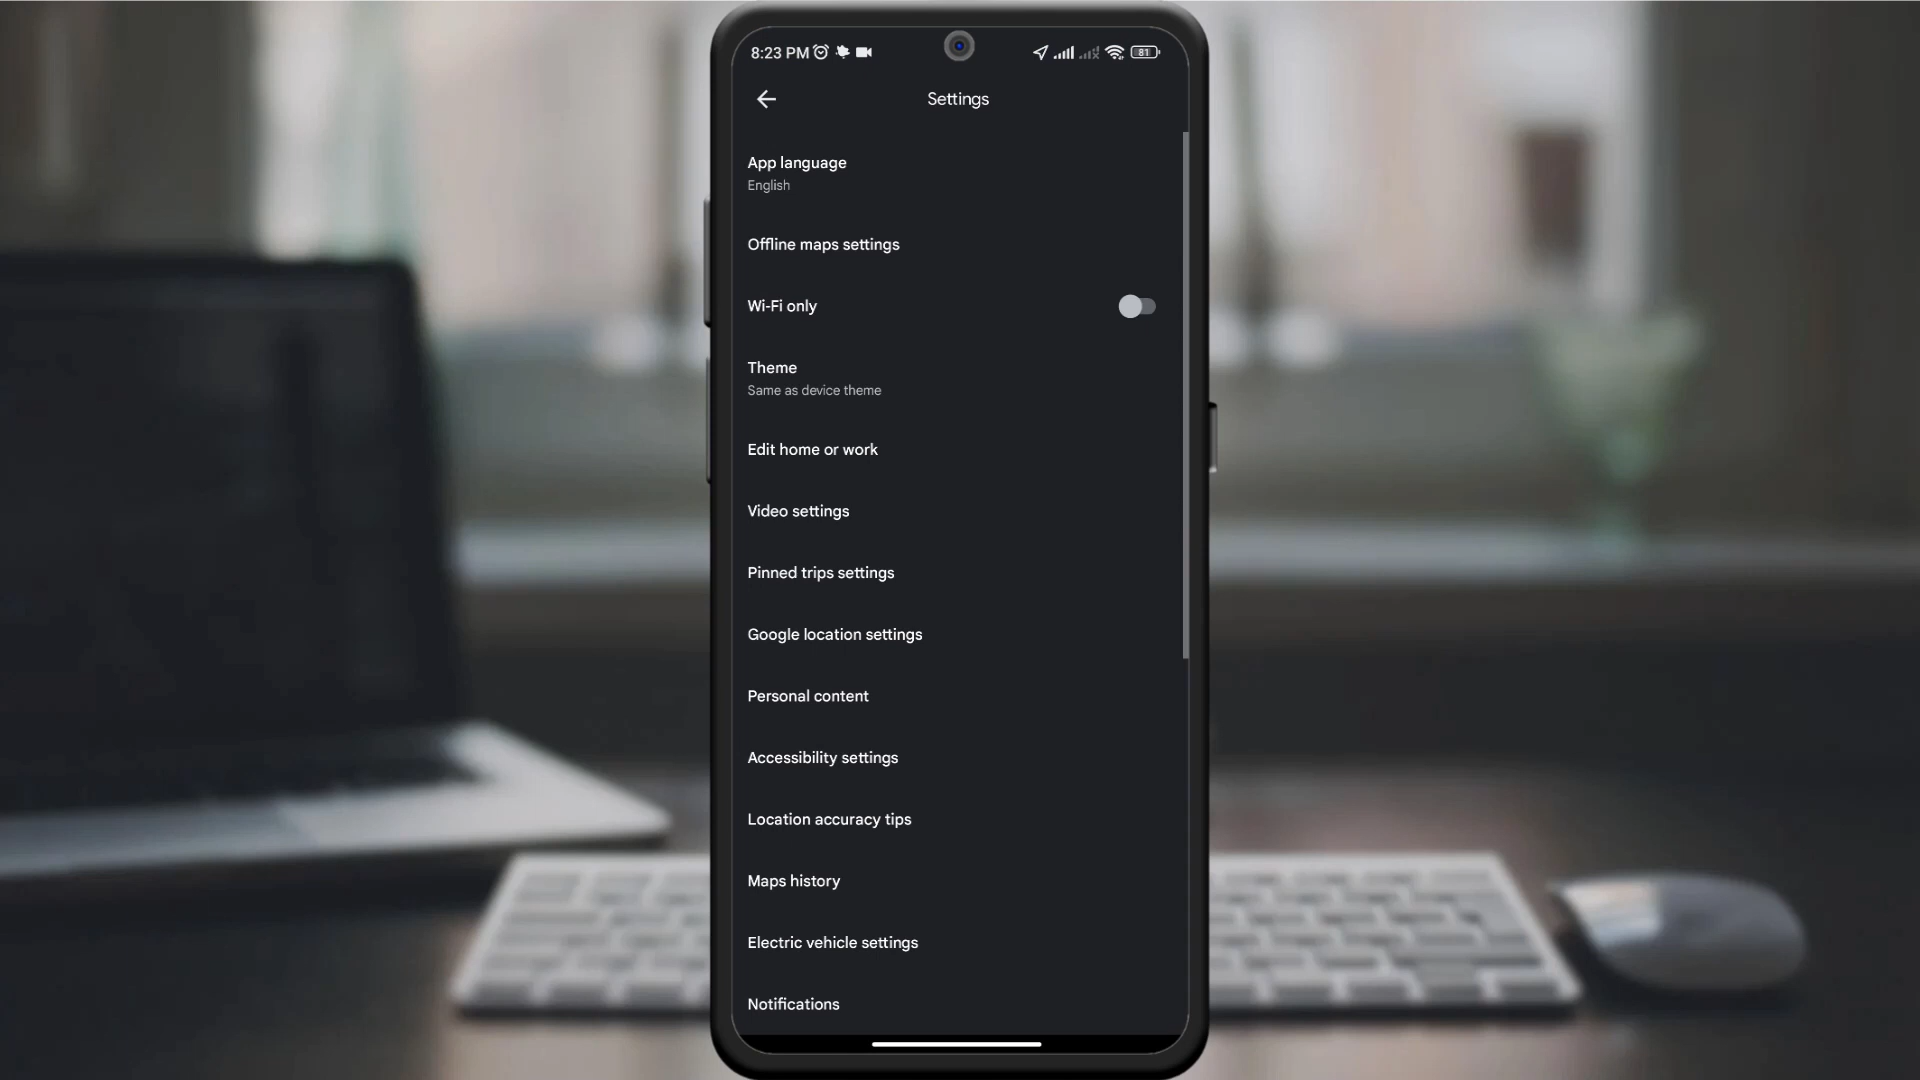 8:23 PM 81
Settings
App language
English
Offline maps settings
Wi-Fi only
Theme
Same as device theme
Edit home or work
Video settings
Pinned trips settings
Google location settings
Personal content
Accessibility settings
Location accuracy tips
Maps history
Electric vehicle settings
Notifications